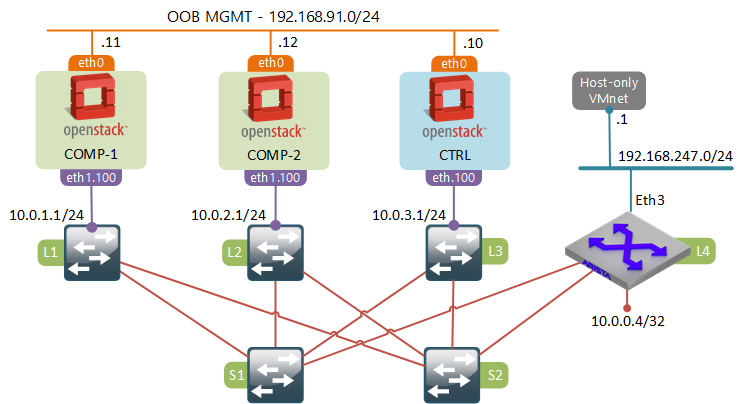 OOB MGMT - 192.168.91.0/24
.11
.12
.10
eth0
eth0
eth0
openstack™
openstack™
openstack™
COMP-1
COMP-2
CTRL
Host-only
VMnet
.1
192.168.247.0/24
eth1.100
eth1.100
eth.100
Eth3
10.0.1.1/24
10.0.2.1/24
10.0.3.1/24
L1
L2
L3
L4
ARISTA
10.0.0.4/32
S1
S2